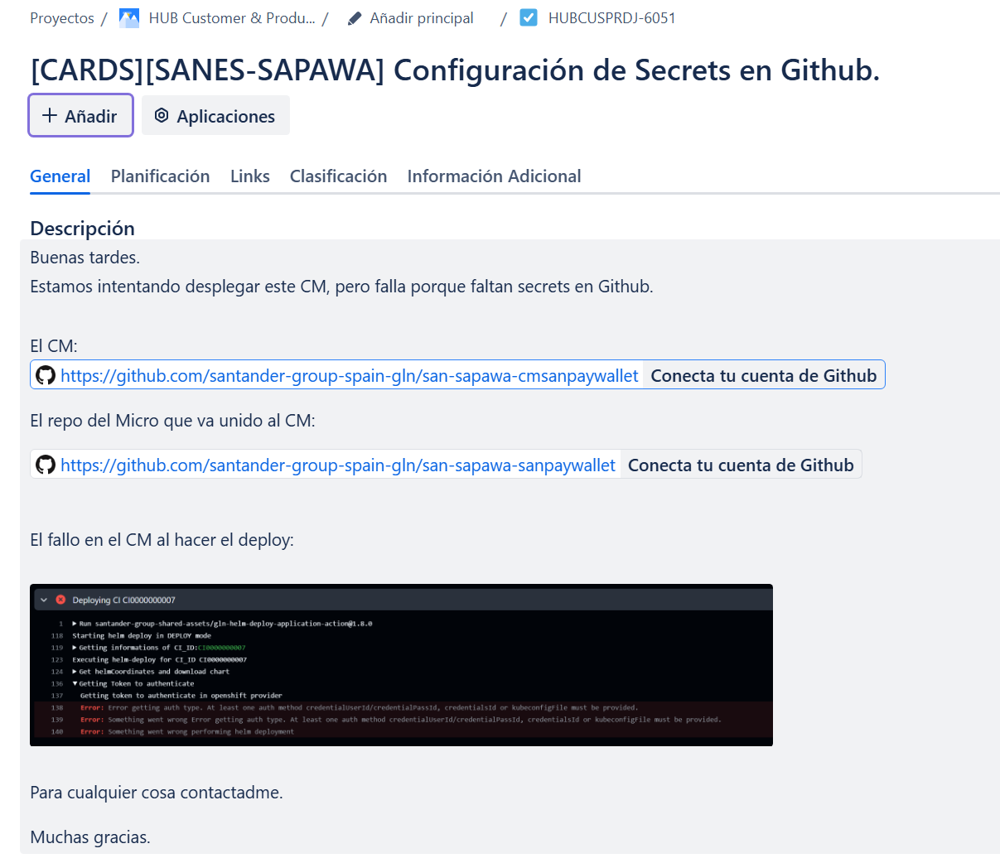 Proyectos / HUB Customer & Produ... / Añadir principal / HUBCUSPRDJ-6051
[CARDS][SANES-SAPAWA] Configuración de Secrets en Github.
+ Añadir Aplicaciones
General Planificación Links Clasificación Información Adicional
Descripción
Buenas tardes.
Estamos intentando desplegar este CM, pero falla porque faltan secrets en Github.
El CM:
https://github.com/santander-group-spain-gln/san-sapawa-cmsanpaywallet Conecta tu cuenta de Github
El repo del Micro que va unido al CM:
https://github.com/santander-group-spain-gln/san-sapawa-sanpaywallet Conecta tu cuenta de Github
El fallo en el CM al hacer el deploy:
Deploying CI CI0000000007
1 Run santander-group-shared-assets/gln-helm-deploy-application-action@1.8.0
118 Starting helm deploy in DEPLOY mode
119 Getting informations of CI_ID:CI0000000007
123 Executing helm-deploy for CI_ID CI0000000007
124 Get helmCoordinates and download chart
136 Getting Token to authenticate
137 Getting token to authenticate in openshift provider
138 Error: Error getting auth type. At least one auth method credentialUserId/credentialPassId, credentialsId or kubeconfigFile must be provided.
139 Error: Something went wrong Error getting auth type. At least one auth method credentialUserId/credentialPassId, credentialsId or kubeconfigFile must be provided.
140 Error: Something went wrong performing helm deployment
Para cualquier cosa contactadme.
Muchas gracias.